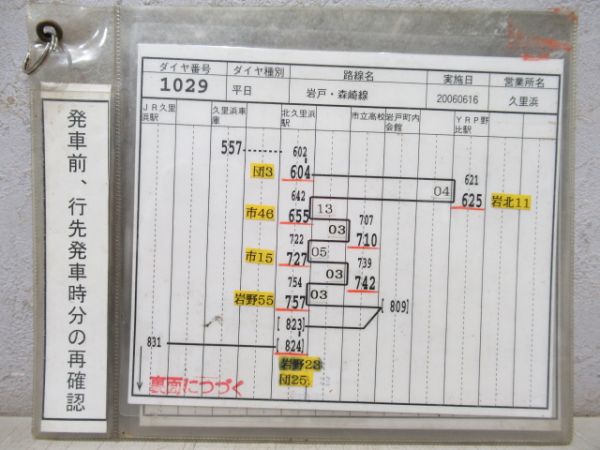 発車前、行先発車時分の再確認
ダイヤ番号 ダイヤ種別 路線名 実施日 営業所名
1029 平日 岩戸・森崎線 20060616 久里浜
JR久里浜駅 久里浜車庫 北久里浜駅 市立高校 岩戸町内会館 YRP野比駅
557 602
団3 604 621
04 625 岩北11
642
市46 655 13 707
03 710
722
市15 727 05 739
03 742
754
岩野55 757 03 [809]
[823]
831 [824]
岩野23
団25
裏面につづく